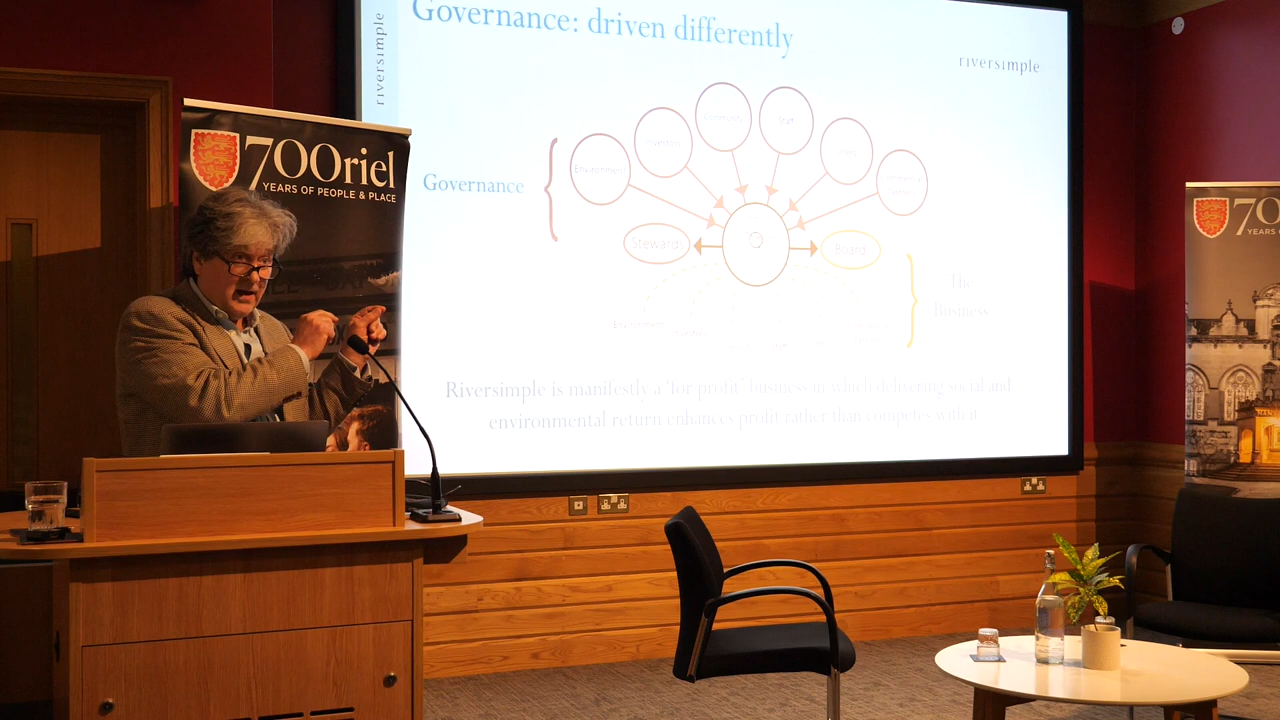 Governance: driven differently
riversimple
riversimple
700riel
YEARS OF PEOPLE & PLACE
Governance
Environment
Investors
Community
Staff
Stewards
Board
The
Business
Environment
Riversimple is manifestly a 'for profit' business in which delivering social and
environmental return enhances profit rather than competes with it
70
YEARS O